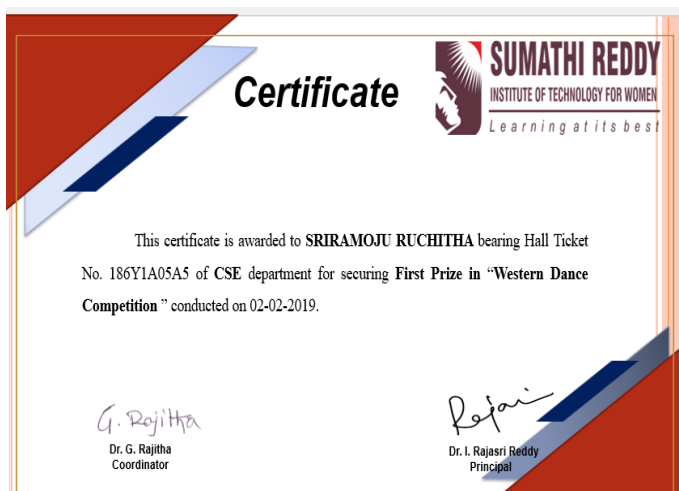 Certificate
SUMATHI REDDY
INSTITUTE OF TECHNOLOGY FOR WOMEN
Learning at its best
This certificate is awarded to SRIRAMOJU RUCHITHA bearing Hall Ticket
No. 186Y1A05A5 of CSE department for securing First Prize in “Western Dance
Competition ” conducted on 02-02-2019.
G. Rajitha
Dr. G. Rajitha
Coordinator
Dr. I. Rajasri Reddy
Principal